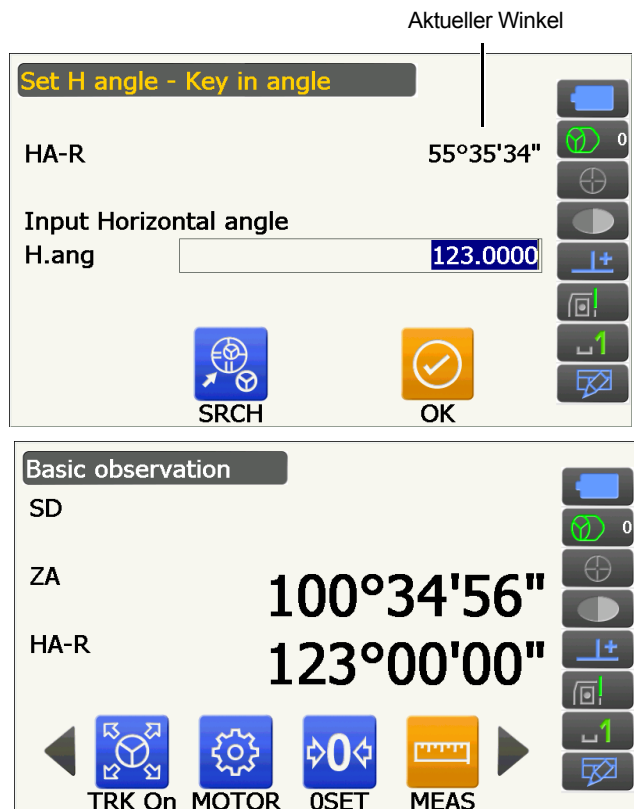 Aktueller Winkel
Set H angle - Key in angle
HA-R 55°35'34"
0
Input Horizontal angle
H.ang 123.0000
1
SRCH OK
Basic observation
SD
0
ZA 100°34'56"
HA-R 123°00'00"
0
1
TRK On MOTOR 0SET MEAS